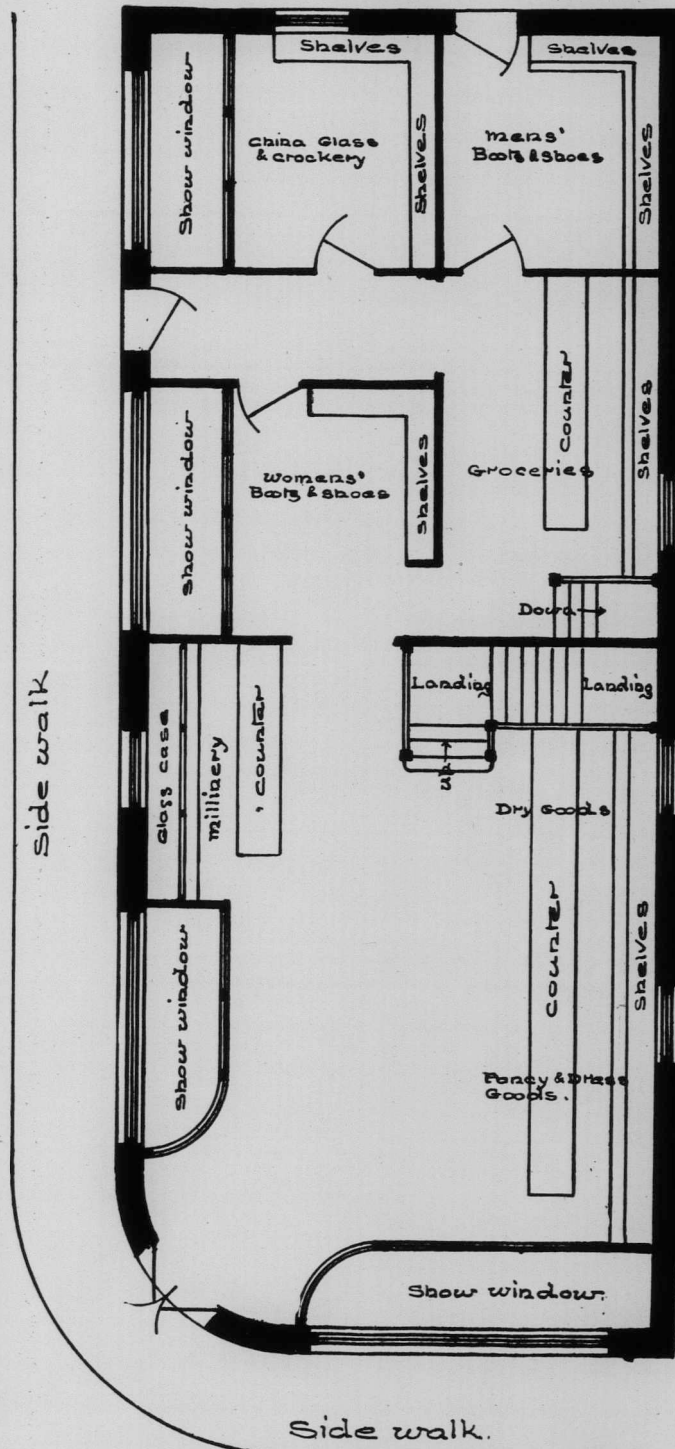 Shelves
Shelves
Show window
China Glass
& Crockery
Shelves
Mens'
Boots & Shoes
Shelves
Counter
Shelves
Show window
Womens'
Boots & Shoes
Shelves
Groceries
Down
Landing
Landing
Up
Side walk
Glass case
Millinery
Counter
Dry Goods
Counter
Shelves
Show window
Fancy & Dress
Goods.
Show window.
Side walk.